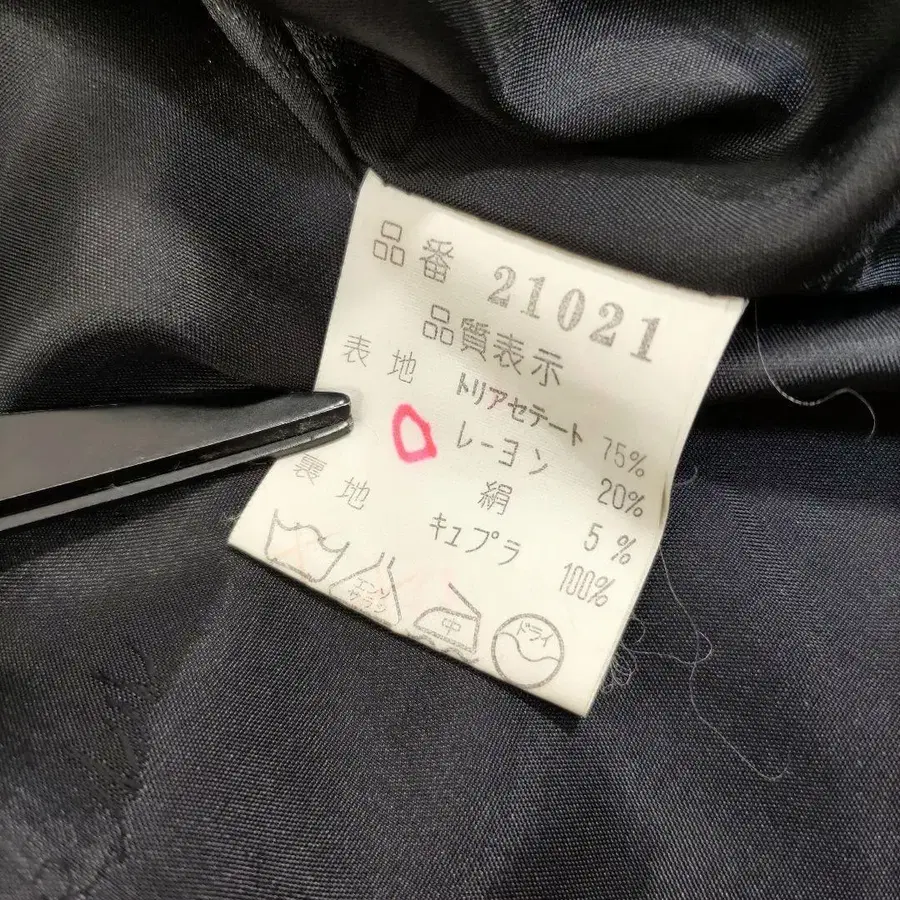 品番 21021
品質表示
表地 トリアセテート 75%
レーヨン 20%
絹 5%
裏地 キュプラ 100%
エンソ
サラシ
中
ドライ